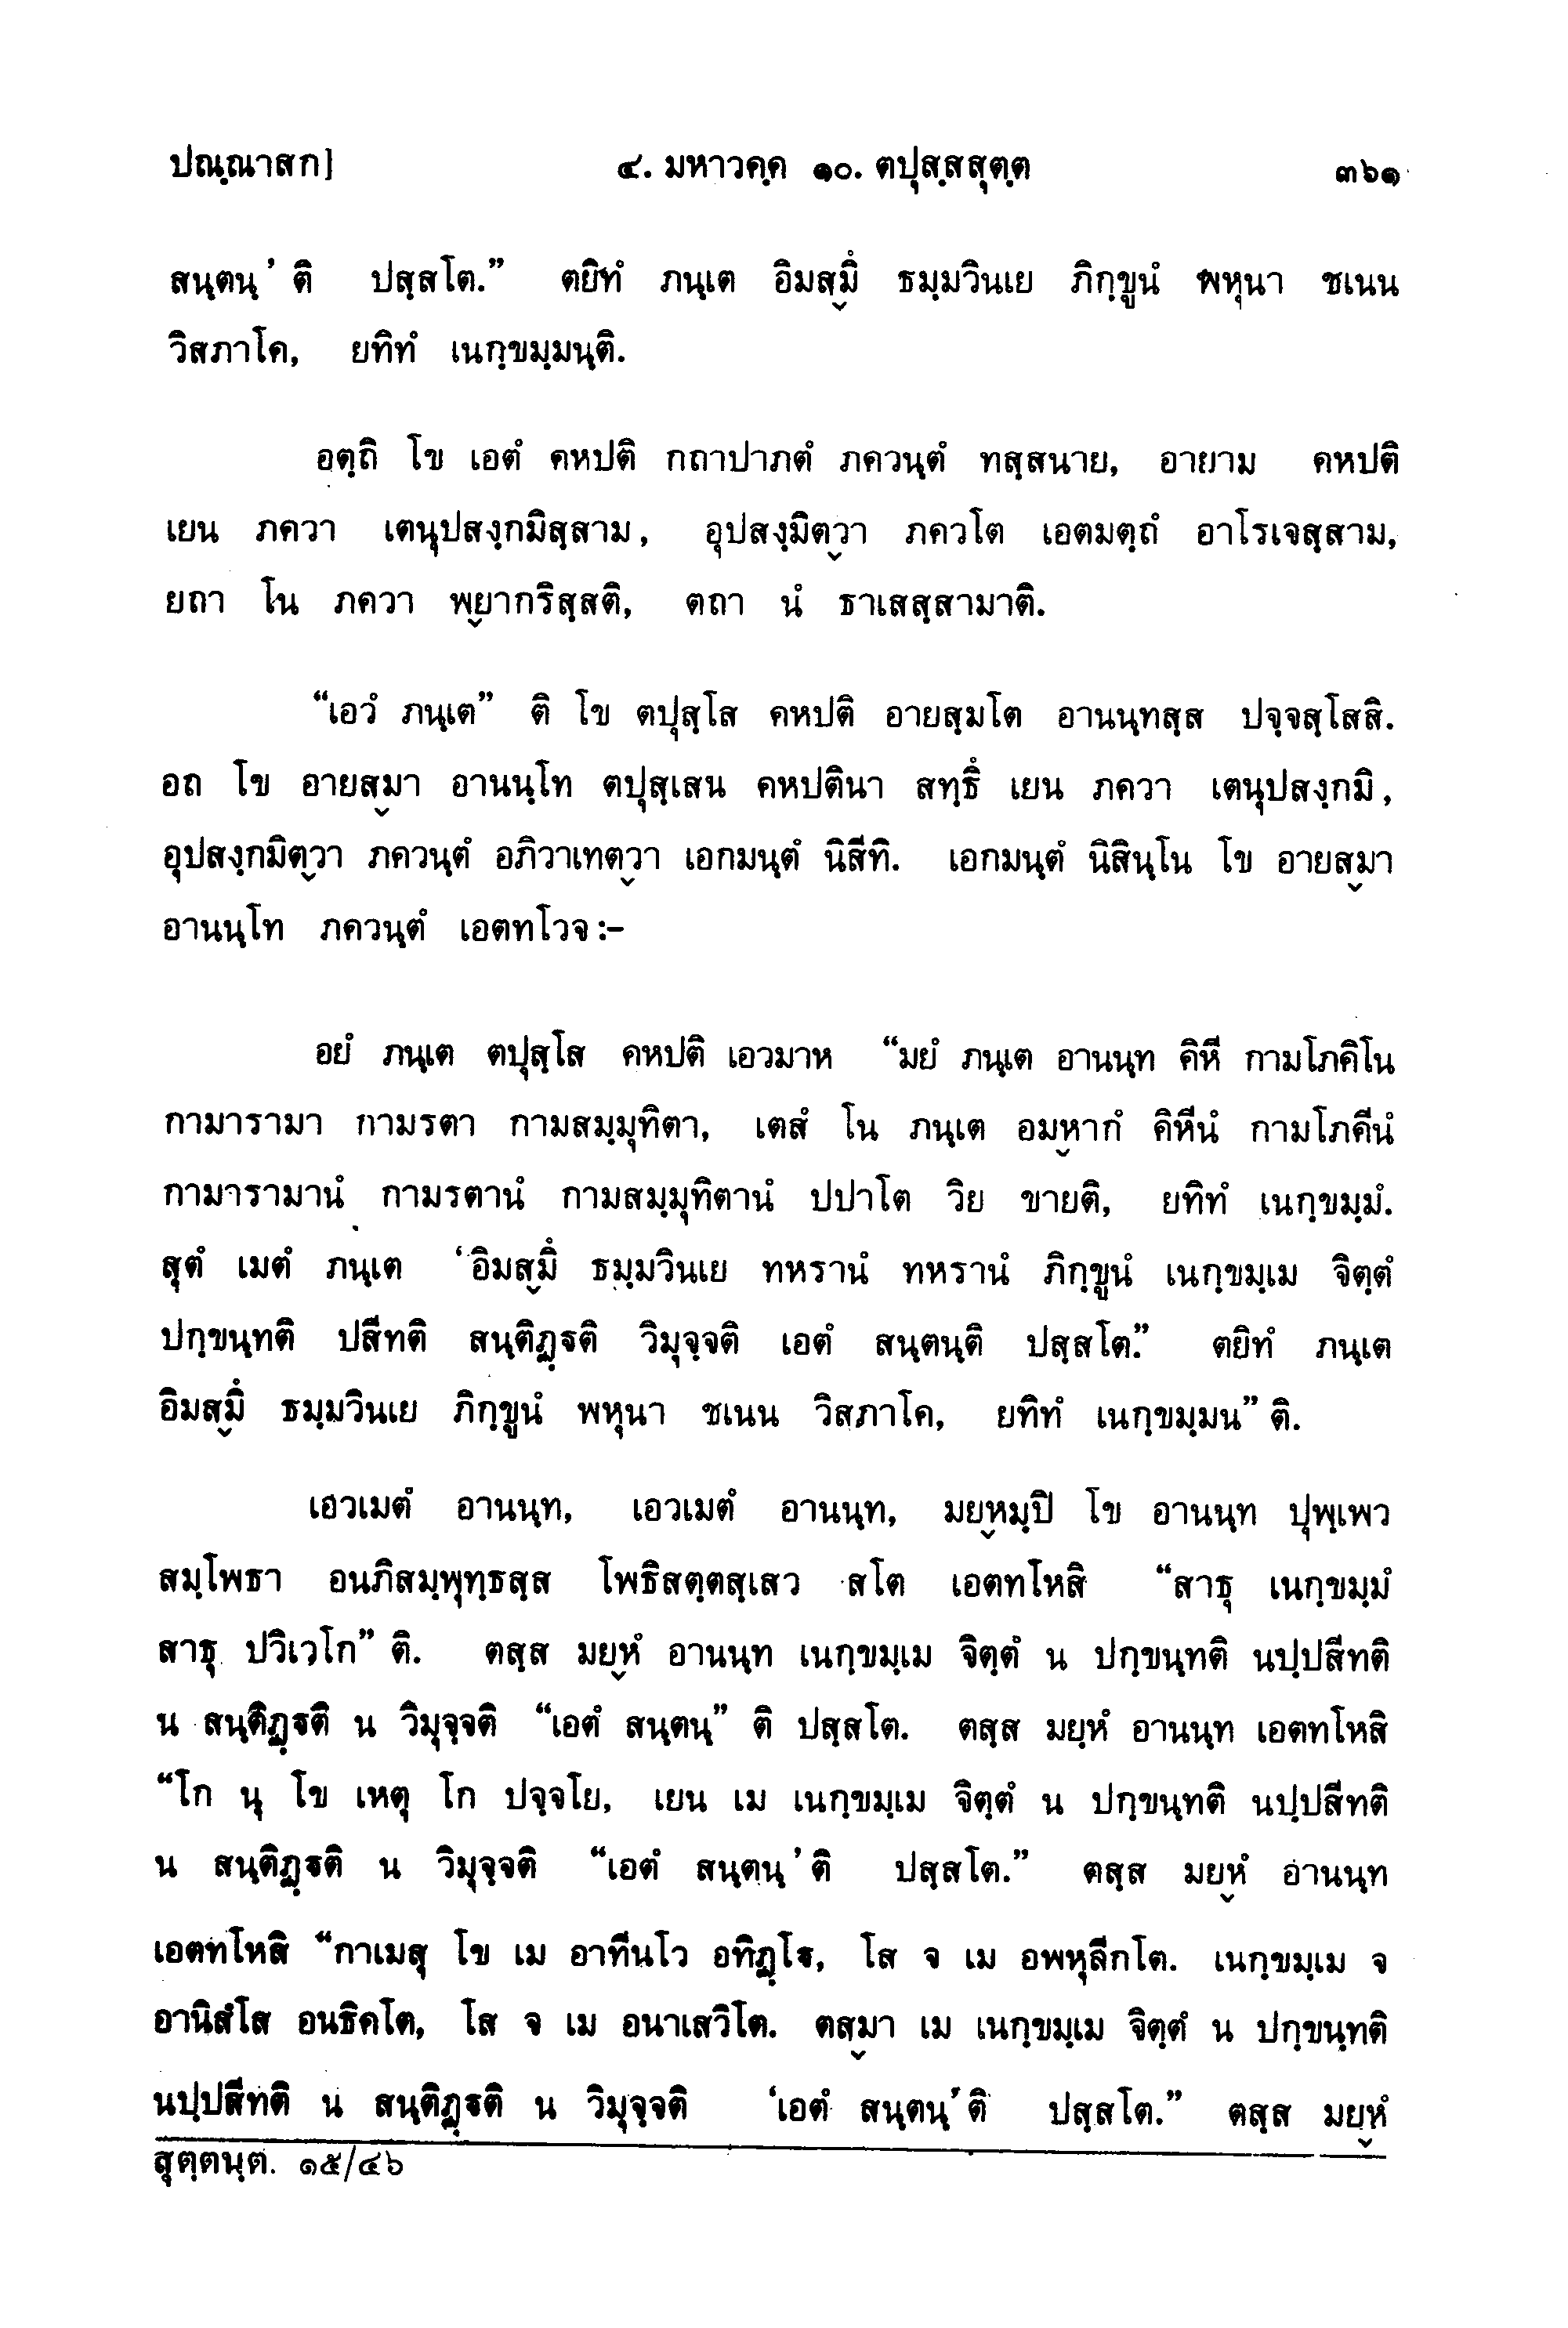 ปณฺณาสก]	๔. มหาวคฺค ๑๐. ตปุสฺสสุตฺต	๓๖๑
สนฺตนฺ’ ติ ปสฺสโต.” ตยิทํ ภนฺเต อิมสฺมิํ ธมฺมวินเย ภิกฺขูนํ พหุนา ชเนน
วิสภาโค, ยทิทํ เนกฺขมฺมนฺติ.
อตฺถิ โข เอตํ คหปติ กถาปาภตํ ภควนฺตํ ทสฺสนาย, อายาม คหปติ
เยน ภควา เตนุปสงฺกมิสฺสาม, อุปสงฺมิตฺวา ภควโต เอตมตฺถํ อาโรเจสฺสาม,
ยถา โน ภควา พฺยากริสฺสติ, ตถา นํ ธาเสสฺสามาติ.
“เอวํ ภนฺเต” ติ โข ตปุสฺโส คหปติ อายสฺมโต อานนฺทสฺส ปจฺจสฺโสสิ.
อถ โข อายสฺมา อานนฺโท ตปุสฺเสน คหปตินา สทฺธิํ เยน ภควา เตนุปสงฺกมิ,
อุปสงฺกมิตฺวา ภควนฺตํ อภิวาเทตฺวา เอกมนฺตํ นิสีทิ. เอกมนฺตํ นิสินฺโน โข อายสฺมา
อานนฺโท ภควนฺตํ เอตทโวจ :–
อยํ ภนฺเต ตปุสฺโส คหปติ เอวมาห “มยํ ภนฺเต อานนฺท คิหี กามโภคิโน
กามารามา กามรตา กามสมฺมุทิตา, เตสํ โน ภนฺเต อมฺหากํ คิหีนํ กามโภคีนํ
กามารามานํ กามรตานํ กามสมฺมุทิตานํ ปปาโต วิย ขายติ, ยทิทํ เนกฺขมฺมํ.
สุตํ เมตํ ภนฺเต ‘อิมสฺมิํ ธมฺมวินเย ทหรานํ ทหรานํ ภิกฺขูนํ เนกฺขมฺเม จิตฺตํ
ปกฺขนฺทติ ปสีทติ สนฺติฏฺฐติ วิมุจฺจติ เอตํ สนฺตนฺติ ปสฺสโต.” ตยิทํ ภนฺเต
อิมสฺมิํ ธมฺมวินเย ภิกฺขูนํ พหุนา ชเนน วิสภาโค, ยทิทํ เนกฺขมฺมน” ติ.
เอวเมตํ อานนฺท, เอวเมตํ อานนฺท, มยฺหมฺปิ โข อานนฺท ปุพฺเพว
สมฺโพธา อนภิสมฺพุทฺธสฺส โพธิสตฺตสฺเสว สโต เอตทโหสิ “สาธุ เนกฺขมฺมํ
สาธุ ปวิเวโก” ติ. ตสฺส มยฺหํ อานนฺท เนกฺขมฺเม จิตฺตํ น ปกฺขนฺทติ นปฺปสีทติ
น สนฺติฏฺฐติ น วิมุจฺจติ “เอตํ สนฺตนฺ” ติ ปสฺสโต. ตสฺส มยฺหํ อานนฺท เอตทโหสิ
“โก นุ โข เหตุ โก ปจฺจโย, เยน เม เนกฺขมฺเม จิตฺตํ น ปกฺขนฺทติ นปฺปสีทติ
น สนฺติฏฺฐติ น วิมุจฺจติ “เอตํ สนฺตนฺ’ ติ ปสฺสโต.” ตสฺส มยฺหํ อานนฺท
เอตทโหสิ “กาเมสุ โข เม อาทีนโว อทิฏฺโฐ, โส จ เม อพหุลีกโต. เนกฺขมฺเม จ
อานิสํโส อนธิคโต, โส จ เม อนาเสวิโต. ตสฺมา เม เนกฺขมฺเม จิตฺตํ น ปกฺขนฺทติ
นปฺปสีทติ น สนฺติฏฺฐติ น วิมุจฺจติ ‘เอตํ สนฺตนฺ’ ติ ปสฺสโต.” ตสฺส มยฺหํ
สุตฺตนฺต. ๑๕/๔๖